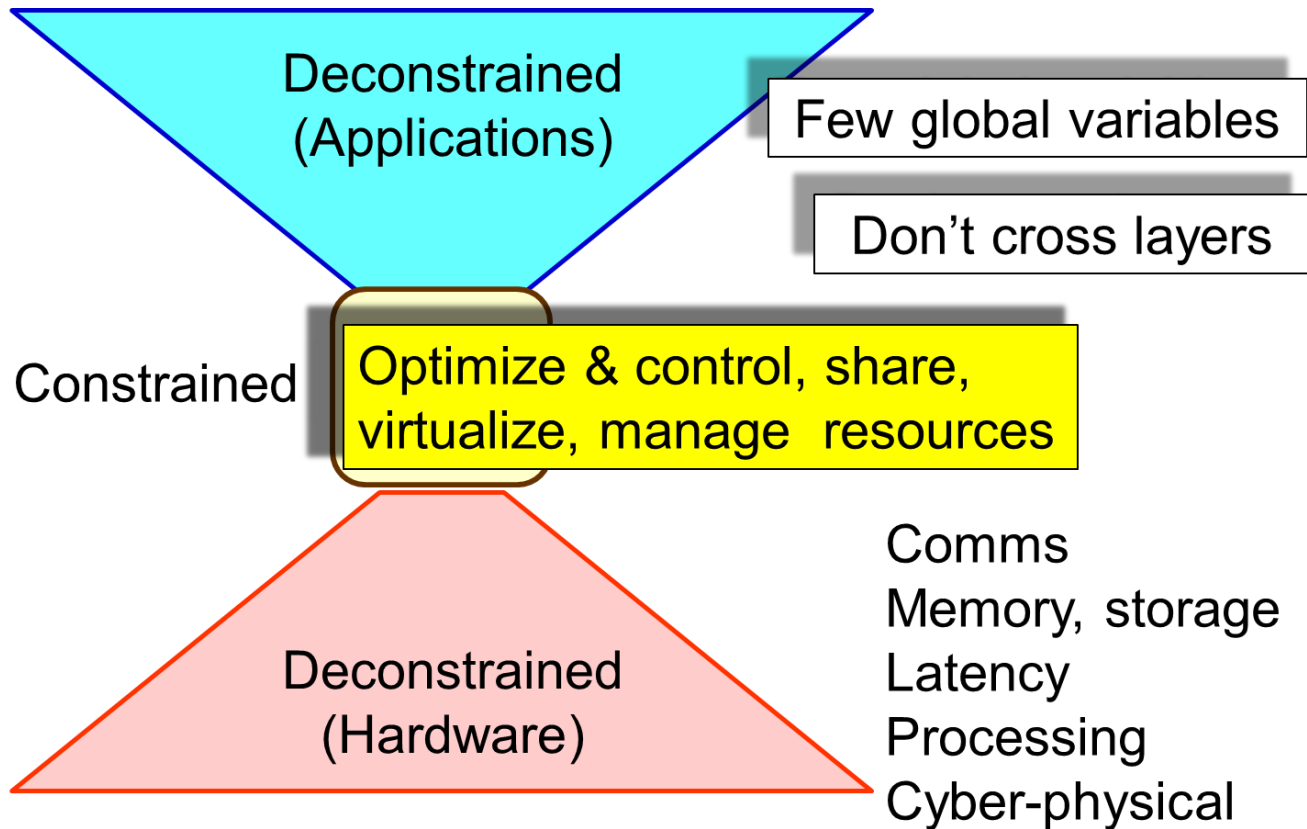 Deconstrained
(Applications)
Few global variables
Don’t cross layers
Constrained
Optimize & control, share,
virtualize, manage resources
Deconstrained
(Hardware)
Comms
Memory, storage
Latency
Processing
Cyber-physical